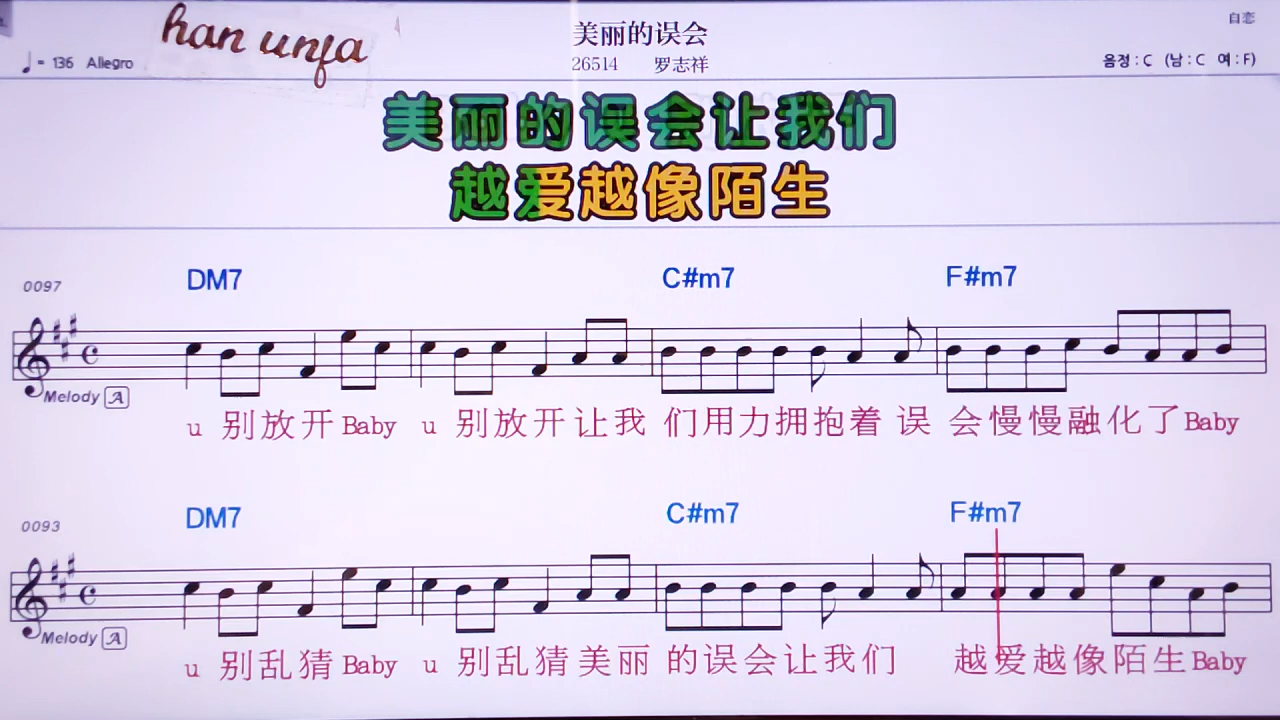 han unfa
美丽的误会
自恋
♩= 136 Allegro
26514 罗志祥
음정 : C (남 : C 여 : F)
美丽的误会让我们
越爱越像陌生
0097
DM7 C#m7 F#m7
Melody A
u 别放开 Baby u 别放开让我 们用力拥抱着 误 会慢慢融化了 Baby
0093
DM7 C#m7 F#m7
Melody A
u 别乱猜 Baby u 别乱猜美丽 的误会让我们 越爱越像陌生 Baby